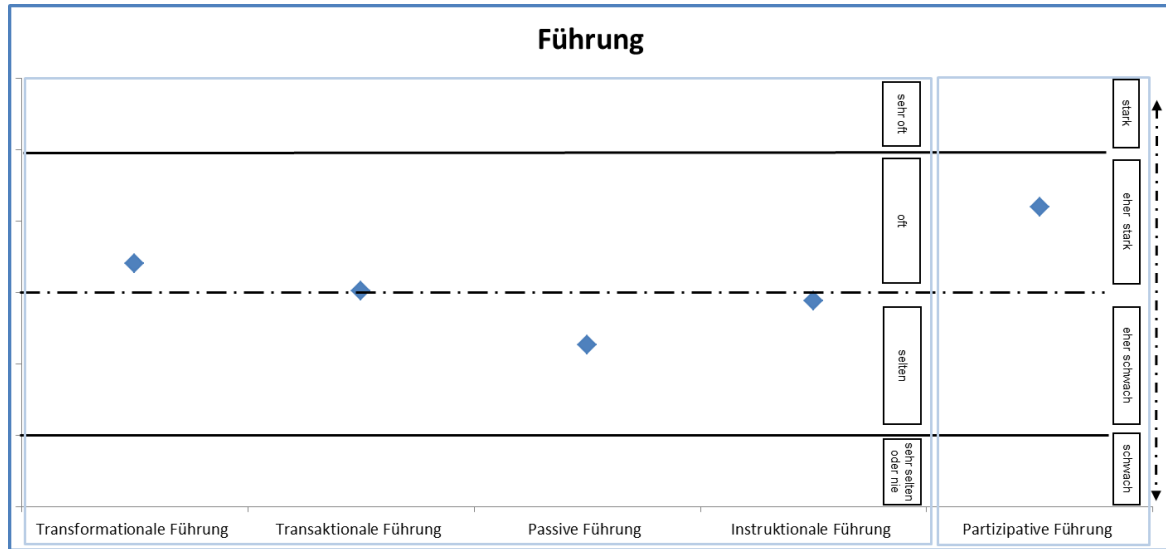 Führung
sehr oft
stark
oft
eher stark
selten
eher schwach
sehr selten
oder nie
schwach
Transformationale Führung
Transaktionale Führung
Passive Führung
Instruktionale Führung
Partizipative Führung